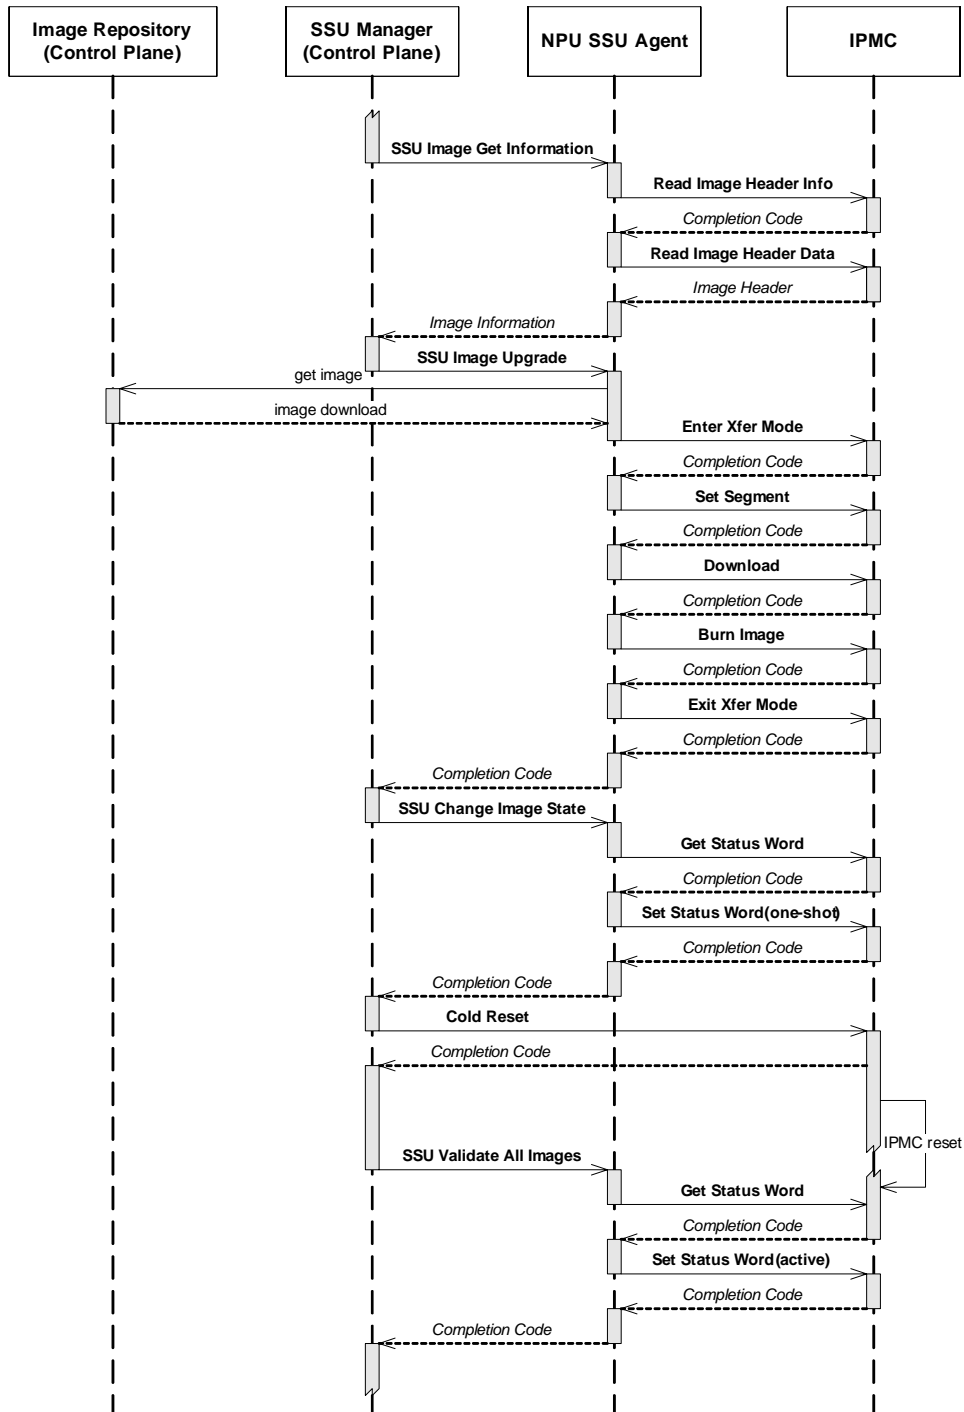 Image Repository
(Control Plane)
SSU Manager
(Control Plane)
NPU SSU Agent
IPMC
SSU Image Get Information
Read Image Header Info
Completion Code
Read Image Header Data
Image Header
Image Information
SSU Image Upgrade
get image
image download
Enter Xfer Mode
Completion Code
Set Segment
Completion Code
Download
Completion Code
Burn Image
Completion Code
Exit Xfer Mode
Completion Code
Completion Code
SSU Change Image State
Get Status Word
Completion Code
Set Status Word(one-shot)
Completion Code
Completion Code
Cold Reset
Completion Code
IPMC reset
SSU Validate All Images
Get Status Word
Completion Code
Set Status Word(active)
Completion Code
Completion Code